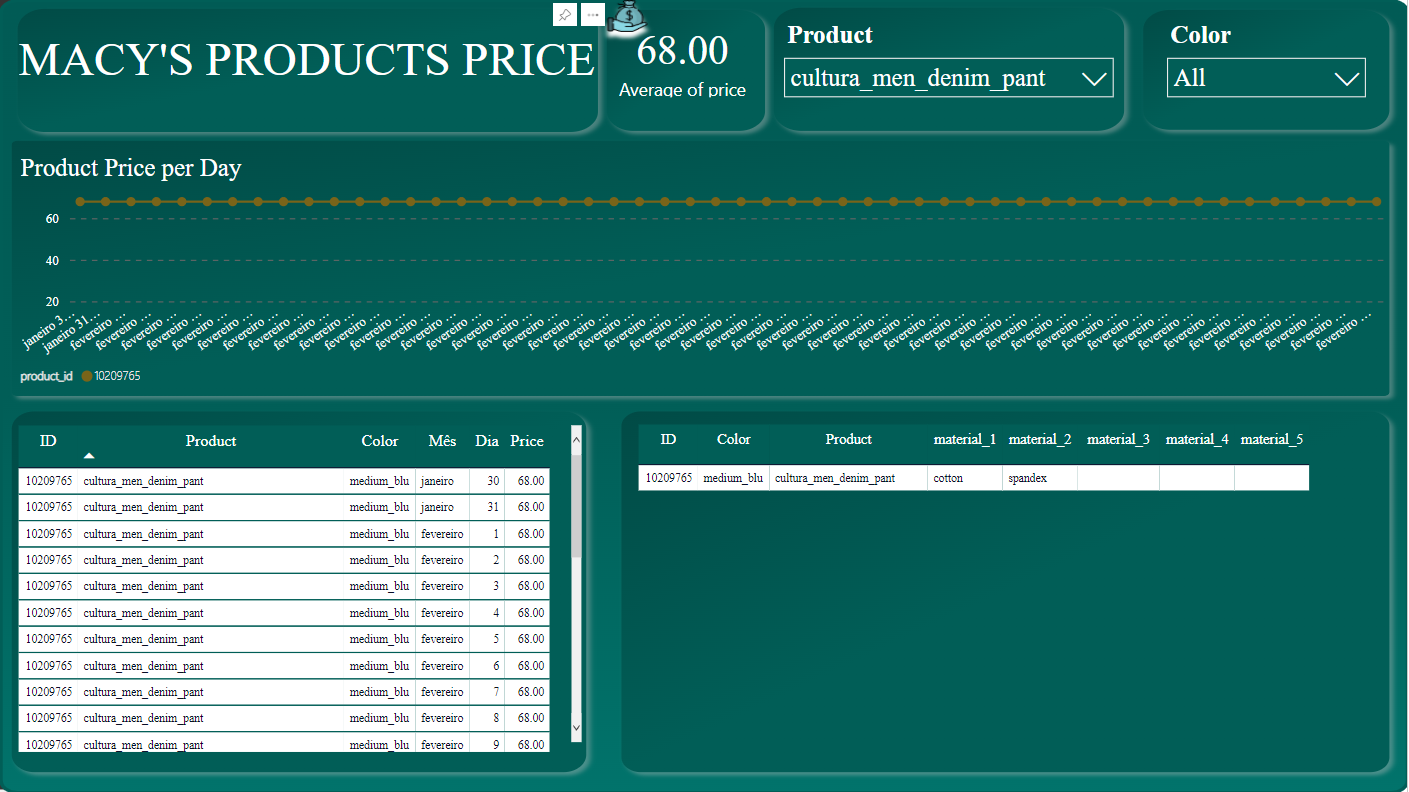 MACY'S PRODUCTS PRICE
$
68.00
Average of price
Product
cultura_men_denim_pant
Color
All
Product Price per Day
60
40
20
janeiro 3… janeiro 31… fevereiro … fevereiro … fevereiro … fevereiro … fevereiro … fevereiro … fevereiro … fevereiro … fevereiro … fevereiro … fevereiro … fevereiro … fevereiro … fevereiro … fevereiro … fevereiro … fevereiro … fevereiro … fevereiro … fevereiro … fevereiro … fevereiro … fevereiro … fevereiro … fevereiro … fevereiro … fevereiro … fevereiro … fevereiro … fevereiro … fevereiro … fevereiro … fevereiro … fevereiro … fevereiro … fevereiro … fevereiro … fevereiro … fevereiro … fevereiro … fevereiro … fevereiro … fevereiro … fevereiro … fevereiro … fevereiro … fevereiro … fevereiro … fevereiro … fevereiro …
product_id 10209765
ID Product Color Mês Dia Price
10209765 cultura_men_denim_pant medium_blu janeiro 30 68.00
10209765 cultura_men_denim_pant medium_blu janeiro 31 68.00
10209765 cultura_men_denim_pant medium_blu fevereiro 1 68.00
10209765 cultura_men_denim_pant medium_blu fevereiro 2 68.00
10209765 cultura_men_denim_pant medium_blu fevereiro 3 68.00
10209765 cultura_men_denim_pant medium_blu fevereiro 4 68.00
10209765 cultura_men_denim_pant medium_blu fevereiro 5 68.00
10209765 cultura_men_denim_pant medium_blu fevereiro 6 68.00
10209765 cultura_men_denim_pant medium_blu fevereiro 7 68.00
10209765 cultura_men_denim_pant medium_blu fevereiro 8 68.00
10209765 cultura_men_denim_pant medium_blu fevereiro 9 68.00
ID Color Product material_1 material_2 material_3 material_4 material_5
10209765 medium_blu cultura_men_denim_pant cotton spandex